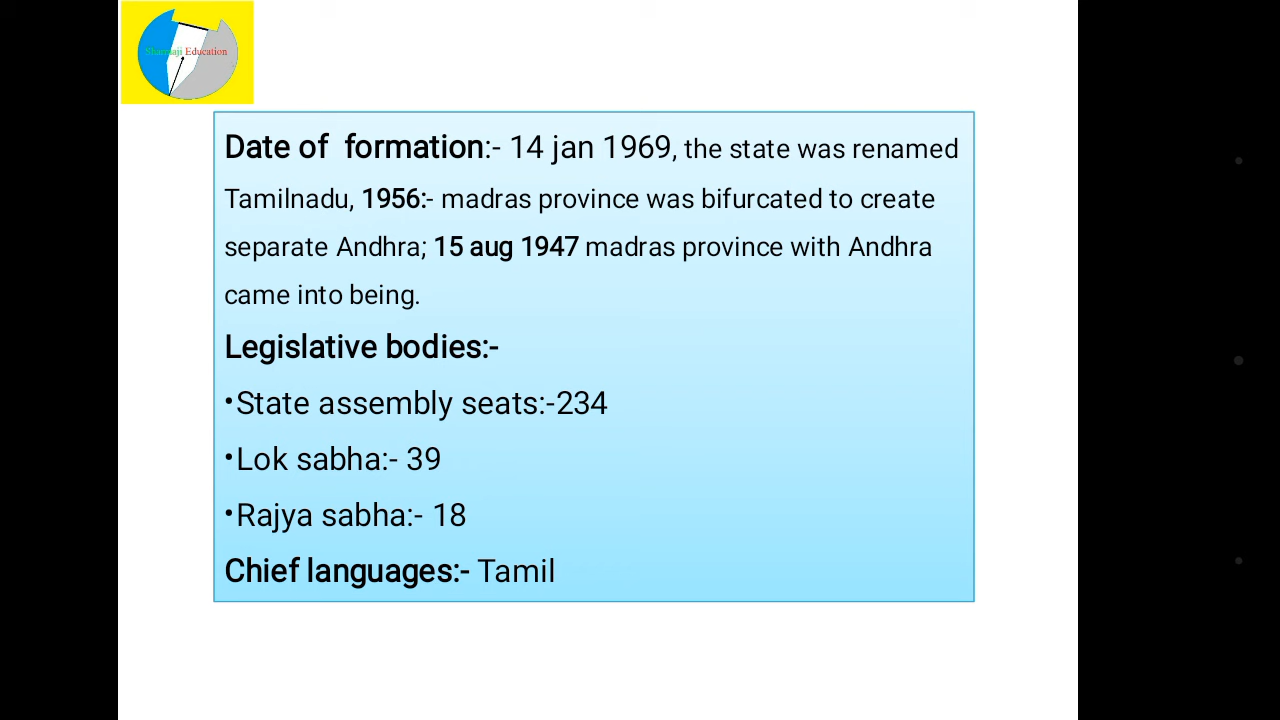 Sharmaji Education
Date of  formation:- 14 jan 1969, the state was renamed
Tamilnadu, 1956:- madras province was bifurcated to create
separate Andhra; 15 aug 1947 madras province with Andhra
came into being.
Legislative bodies:-
•State assembly seats:-234
•Lok sabha:- 39
•Rajya sabha:- 18
Chief languages:- Tamil